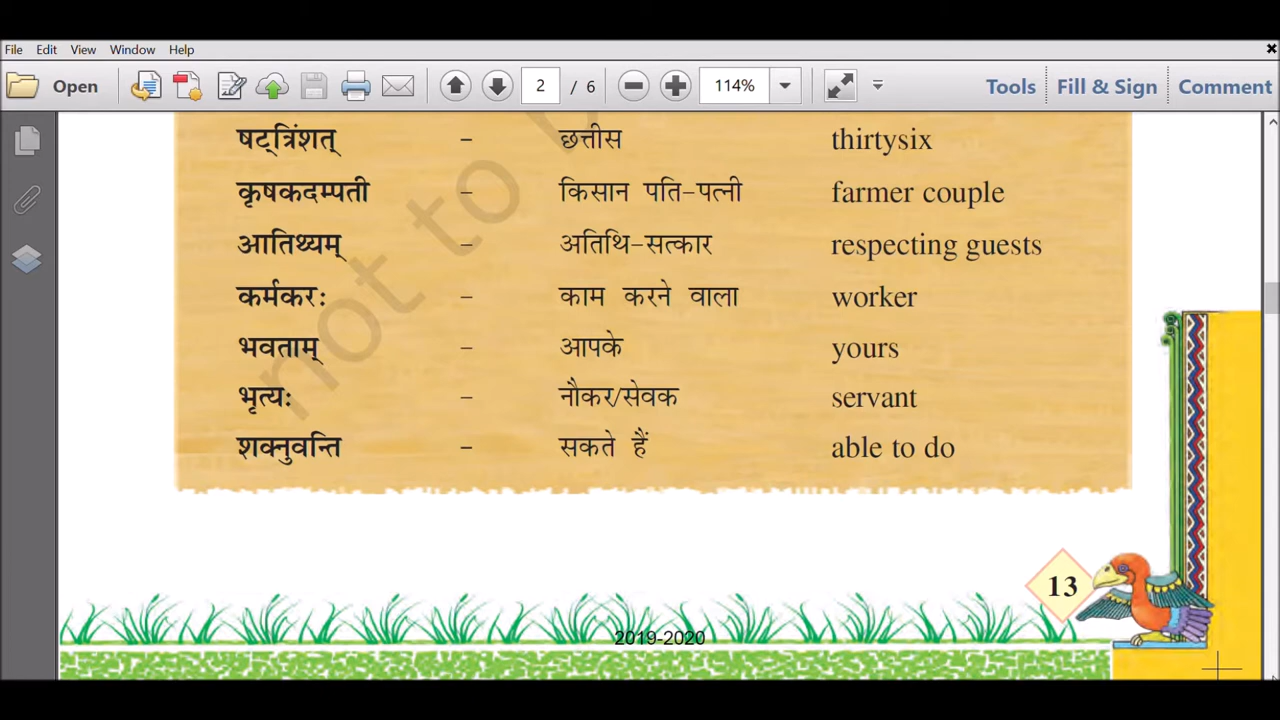 File Edit View Window Help
Open 2 / 6 114% Tools Fill & Sign Comment
षट्त्रिंशत् - छत्तीस thirtysix
कृषकदम्पती - किसान पति-पत्नी farmer couple
आतिथ्यम् - अतिथि-सत्कार respecting guests
कर्मकरः - काम करने वाला worker
भवताम् - आपके yours
भृत्यः - नौकर/सेवक servant
शक्नुवन्ति - सकते हैं able to do
not to
13
2019-2020